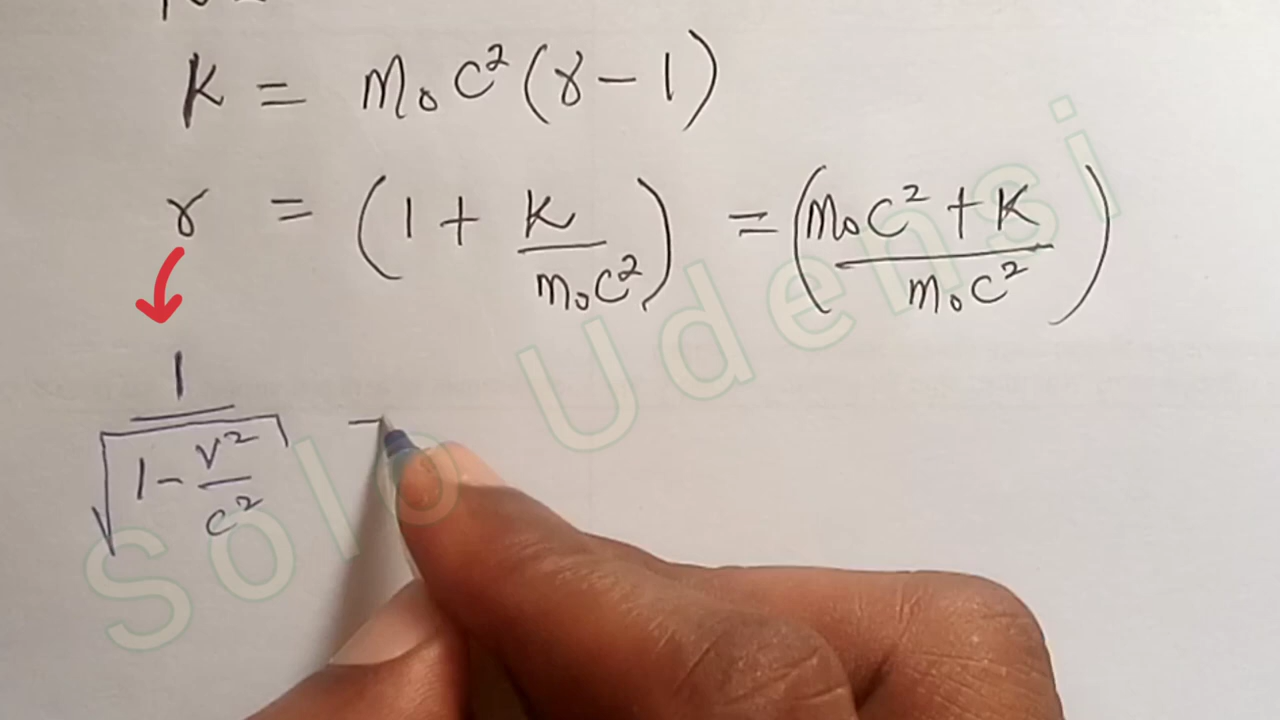 K = m₀c²(γ - 1)
γ = (1 + K/m₀c²) = (m₀c² + K/m₀c²)
1/√(1 - v²/c²) -
Solo Udensi